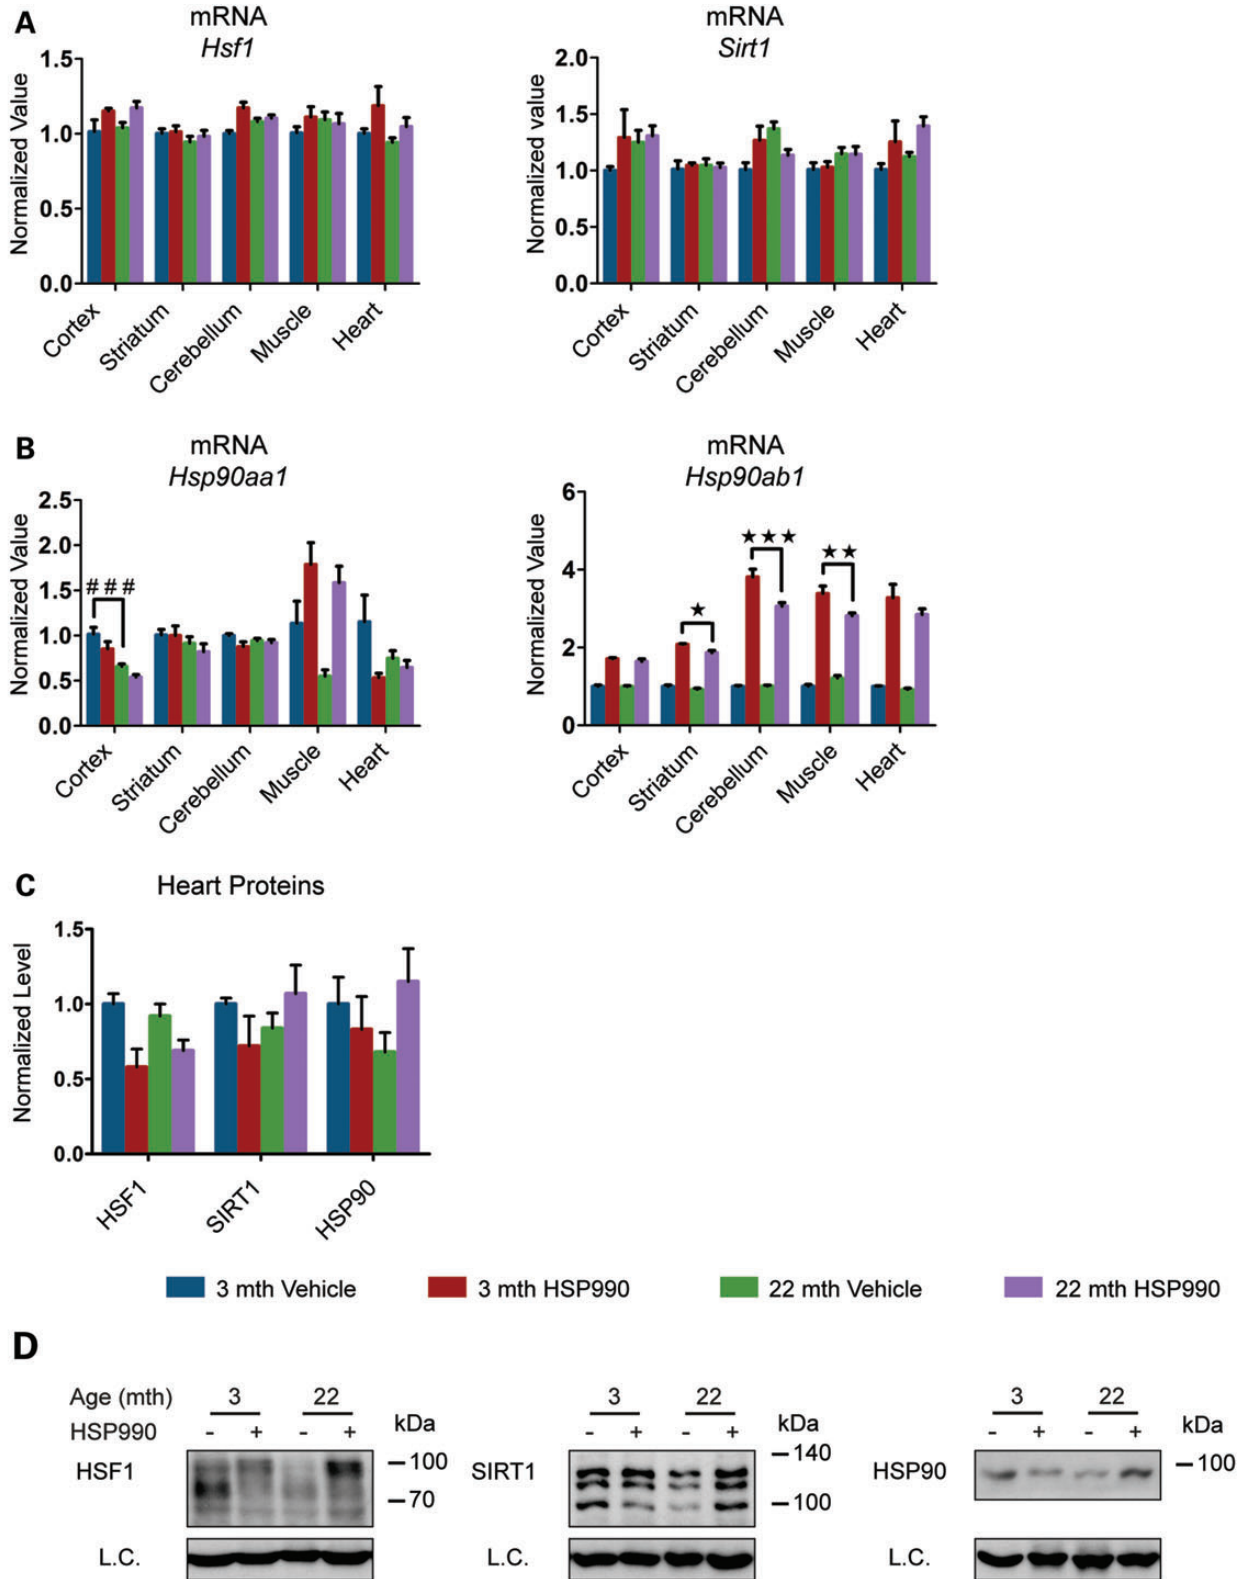 A
mRNA
Hsf1
Normalized Value
1.5
1.0
0.5
0.0
Cortex
Striatum
Cerebellum
Muscle
Heart
mRNA
Sirt1
Normalized value
2.0
1.5
1.0
0.5
0.0
Cortex
Striatum
Cerebellum
Muscle
Heart
B
mRNA
Hsp90aa1
Normalized Value
2.5
2.0
1.5
1.0
0.5
0.0
###
Cortex
Striatum
Cerebellum
Muscle
Heart
mRNA
Hsp90ab1
Normalized Value
6
4
2
0
★
★★★
★★
Cortex
Striatum
Cerebellum
Muscle
Heart
C
Heart Proteins
Normalized Level
1.5
1.0
0.5
0.0
HSF1
SIRT1
HSP90
3 mth Vehicle
3 mth HSP990
22 mth Vehicle
22 mth HSP990
D
Age (mth) 3 22
HSP990 - + - + kDa
HSF1
100
70
L.C.
3 22
- + - + kDa
SIRT1
140
100
L.C.
3 22
- + - + kDa
HSP90
100
L.C.